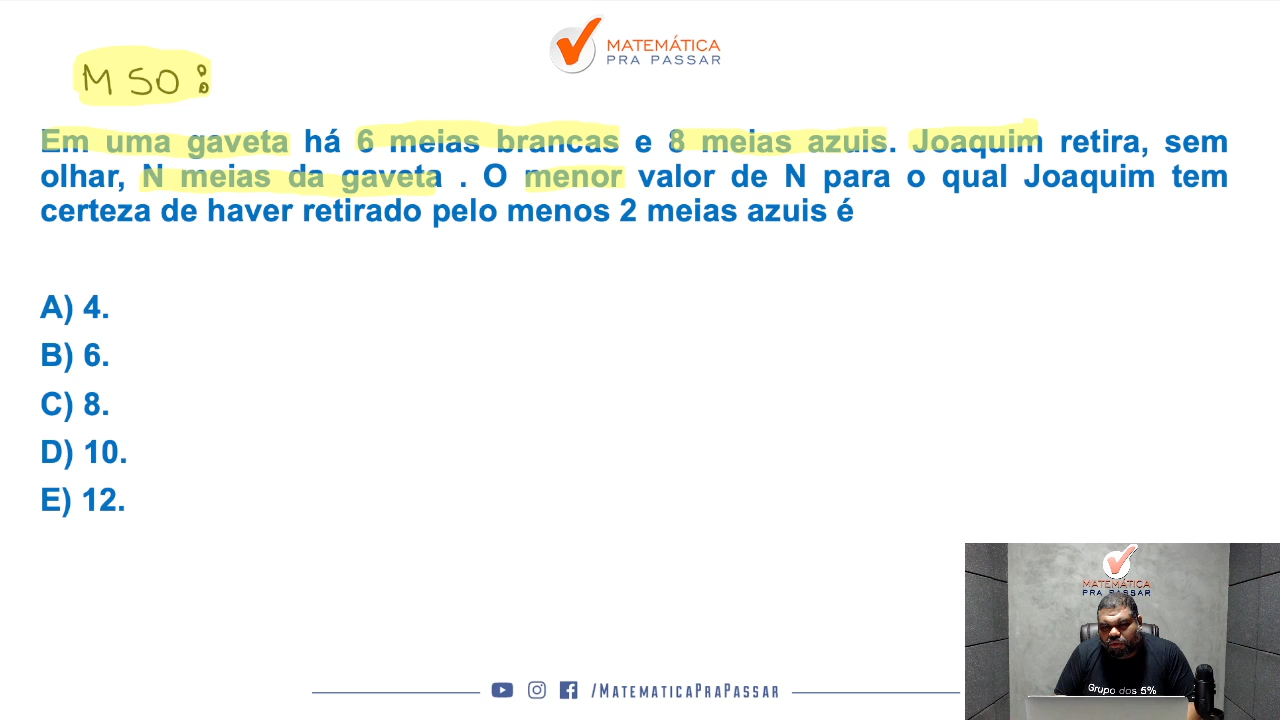 MATEMÁTICA
PRA PASSAR
M SO:
Em uma gaveta há 6 meias brancas e 8 meias azuis. Joaquim retira, sem
olhar, N meias da gaveta . O menor valor de N para o qual Joaquim tem
certeza de haver retirado pelo menos 2 meias azuis é
A) 4.
B) 6.
C) 8.
D) 10.
E) 12.
MATEMÁTICA
PRA PASSAR
Grupo dos 5%
/MATEMATICAPRAPASSAR